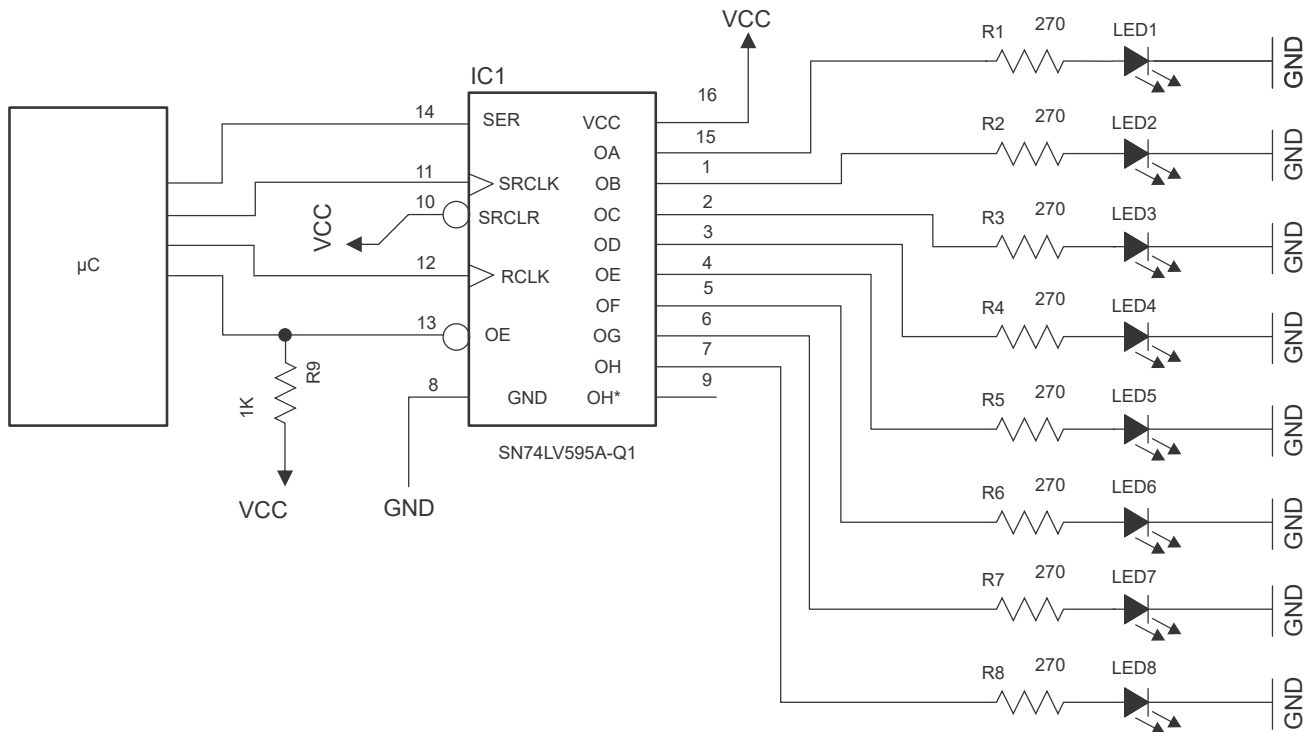 µC
IC1
SN74LV595A-Q1
14 SER
11 SRCLK
10 SRCLR
VCC
12 RCLK
13 OE
R9
1K
VCC
8 GND
GND
VCC
VCC 16
OA 15
OB 1
OC 2
OD 3
OE 4
OF 5
OG 6
OH 7
OH* 9
R1 270 LED1 GND
R2 270 LED2 GND
R3 270 LED3 GND
R4 270 LED4 GND
R5 270 LED5 GND
R6 270 LED6 GND
R7 270 LED7 GND
R8 270 LED8 GND